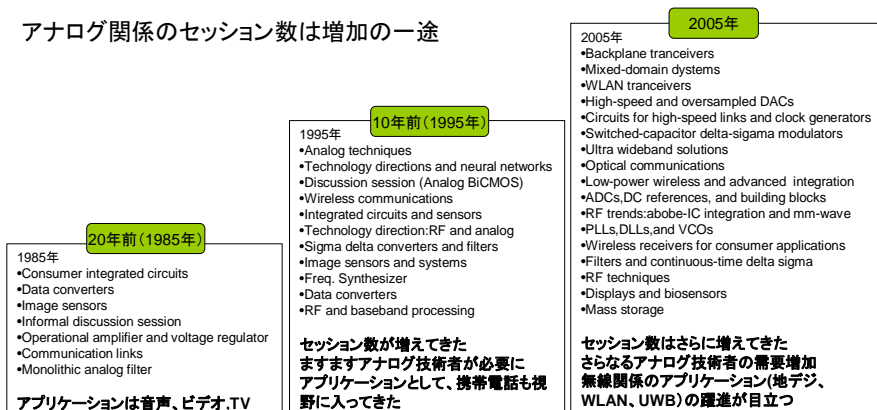 アナログ関係のセッション数は増加の一途
20年前(1985年)
1985年
•Consumer integrated circuits
•Data converters
•Image sensors
•Informal discussion session
•Operational amplifier and voltage regulator
•Communication links
•Monolithic analog filter
アプリケーションは音声、ビデオ,TV
10年前(1995年)
1995年
•Analog techniques
•Technology directions and neural networks
•Discussion session (Analog BiCMOS)
•Wireless communications
•Integrated circuits and sensors
•Technology direction:RF and analog
•Sigma delta converters and filters
•Image sensors and systems
•Freq. Synthesizer
•Data converters
•RF and baseband processing
セッション数が増えてきた
ますますアナログ技術者が必要に
アプリケーションとして、携帯電話も視
野に入ってきた
2005年
2005年
•Backplane tranceivers
•Mixed-domain dystems
•WLAN tranceivers
•High-speed and oversampled DACs
•Circuits for high-speed links and clock generators
•Switched-capacitor delta-sigama modulators
•Ultra wideband solutions
•Optical communications
•Low-power wireless and advanced integration
•ADCs,DC references, and building blocks
•RF trends:abobe-IC integration and mm-wave
•PLLs,DLLs,and VCOs
•Wireless receivers for consumer applications
•Filters and continuous-time delta sigma
•RF techniques
•Displays and biosensors
•Mass storage
セッション数はさらに増えてきた
さらなるアナログ技術者の需要増加
無線関係のアプリケーション(地デジ、
WLAN、UWB)の躍進が目立つ